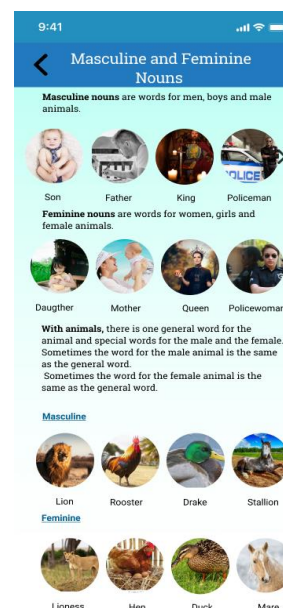 9:41
Masculine and Feminine
Nouns
Masculine nouns are words for men, boys and male
animals.
POLICE
Son Father King Policeman
Feminine nouns are words for women, girls and
female animals.
Daugther Mother Queen Policewoman
With animals, there is one general word for the
animal and special words for the male and the female.
Sometimes the word for the male animal is the same
as the general word.
Sometimes the word for the female animal is the
same as the general word.
Masculine
Lion Rooster Drake Stallion
Feminine
Lioness Hen Duck Mare